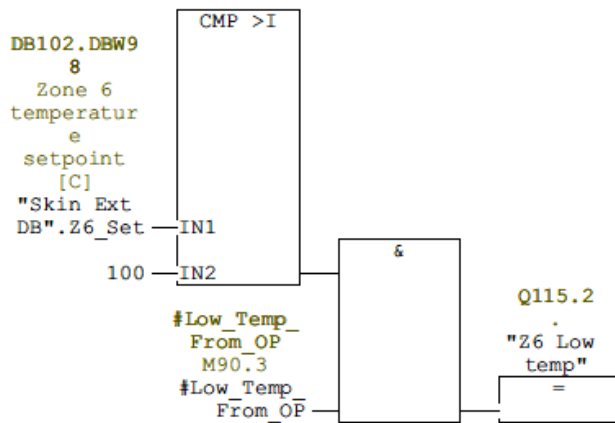 CMP >I
DB102.DBW9
8
Zone 6
temperatur
e
setpoint
[C]
"Skin Ext
DB".Z6_Set
IN1
100
IN2
&
#Low_Temp_
From_OP
M90.3
#Low_Temp_
From_OP
Q115.2
.
"Z6 Low
temp"
=